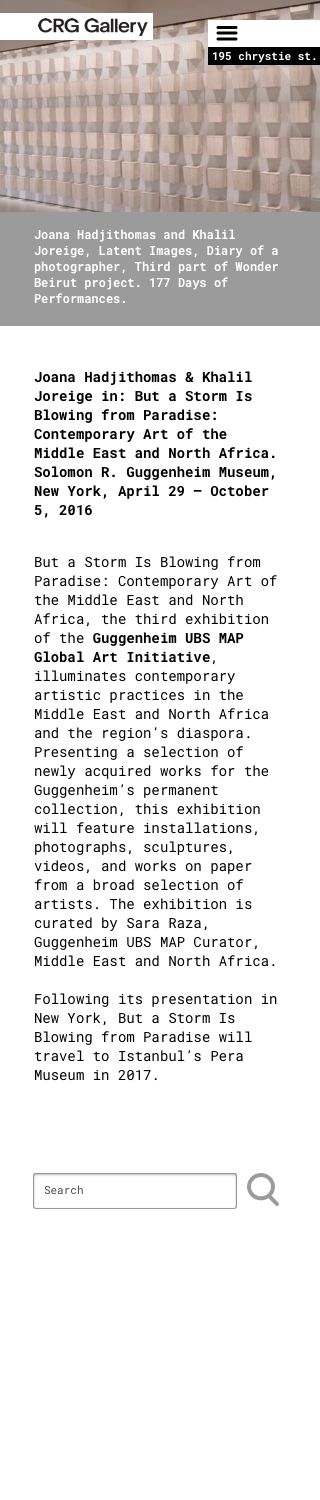 CRG Gallery
195 chrystie st.
Joana Hadjithomas and Khalil
Joreige, Latent Images, Diary of a
photographer, Third part of Wonder
Beirut project. 177 Days of
Performances.
Joana Hadjithomas & Khalil
Joreige in: But a Storm Is
Blowing from Paradise:
Contemporary Art of the
Middle East and North Africa.
Solomon R. Guggenheim Museum,
New York, April 29 – October
5, 2016
But a Storm Is Blowing from
Paradise: Contemporary Art of
the Middle East and North
Africa, the third exhibition
of the Guggenheim UBS MAP
Global Art Initiative,
illuminates contemporary
artistic practices in the
Middle East and North Africa
and the region’s diaspora.
Presenting a selection of
newly acquired works for the
Guggenheim’s permanent
collection, this exhibition
will feature installations,
photographs, sculptures,
videos, and works on paper
from a broad selection of
artists. The exhibition is
curated by Sara Raza,
Guggenheim UBS MAP Curator,
Middle East and North Africa.
Following its presentation in
New York, But a Storm Is
Blowing from Paradise will
travel to Istanbul’s Pera
Museum in 2017.
Search